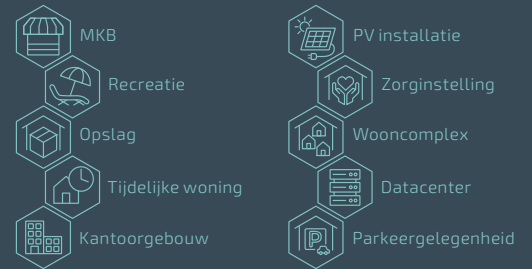 MKB
Recreatie
Opslag
Tijdelijke woning
Kantoorgebouw
PV installatie
Zorginstelling
Wooncomplex
Datacenter
P
Parkeergelegenheid